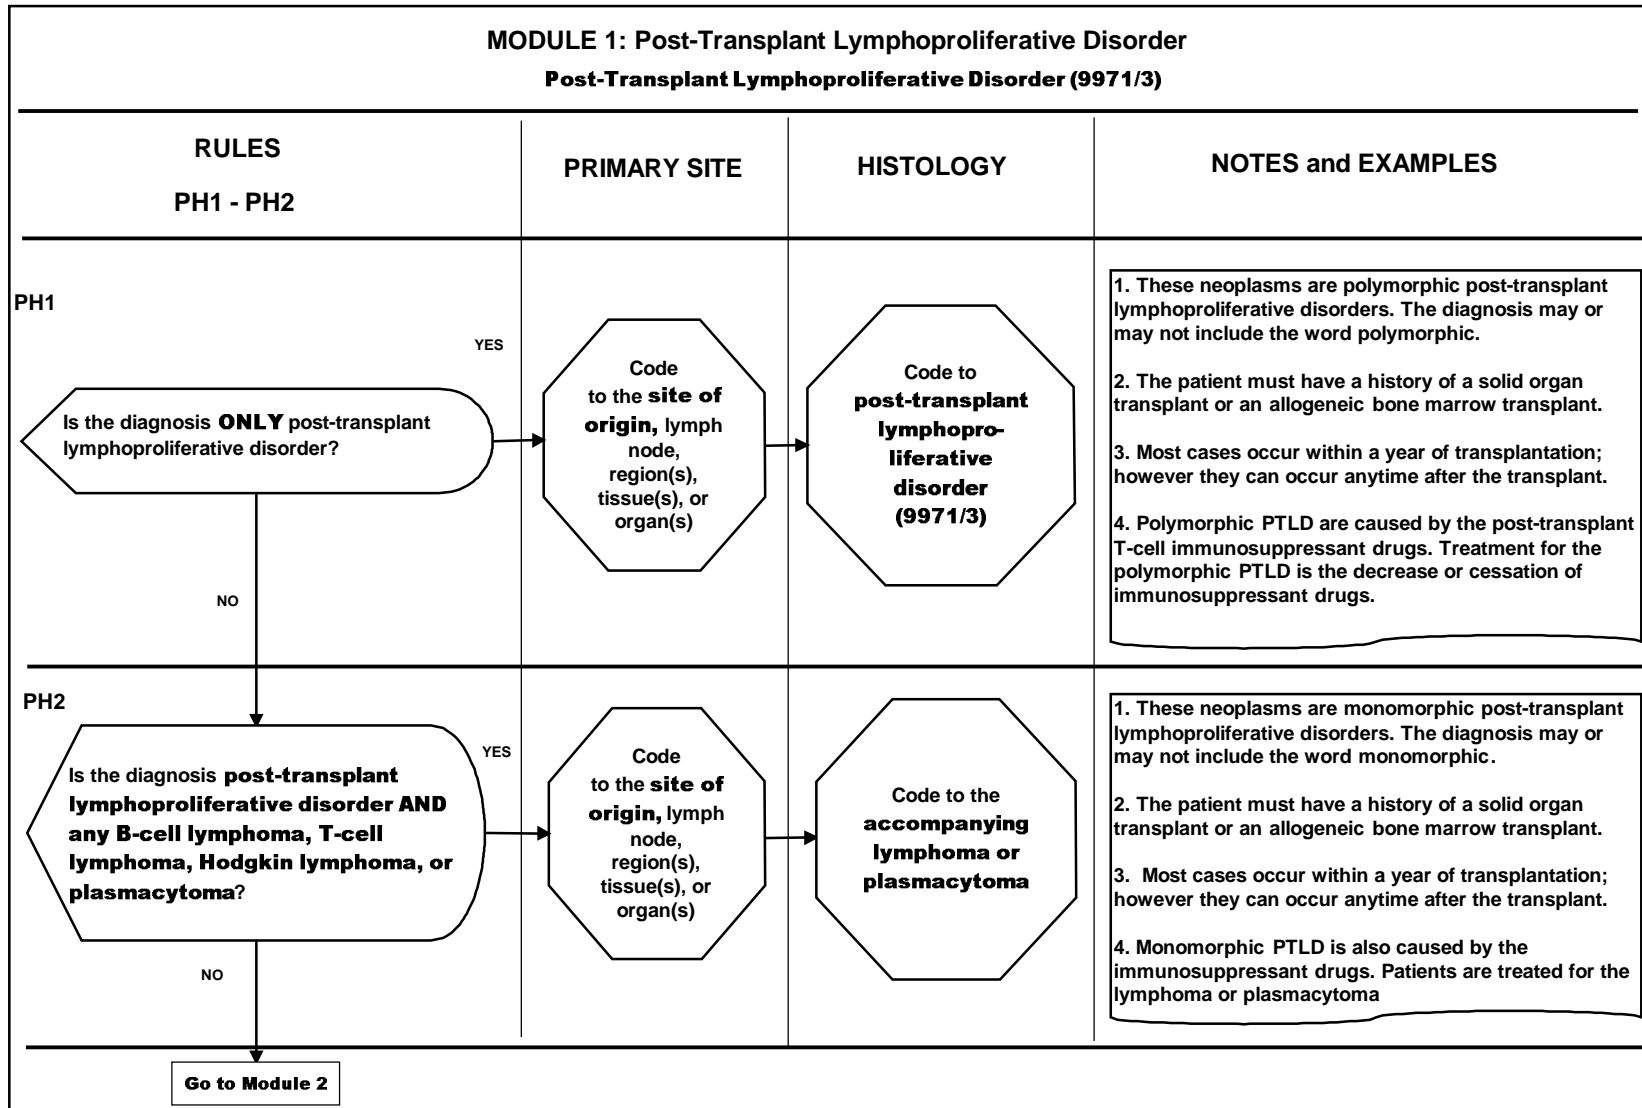 MODULE 1: Post-Transplant Lymphoproliferative Disorder
Post-Transplant Lymphoproliferative Disorder (9971/3)
RULES
PH1 - PH2
PRIMARY SITE
HISTOLOGY
NOTES and EXAMPLES
PH1
Is the diagnosis ONLY post-transplant
lymphoproliferative disorder?
YES
NO
Code
to the site of
origin, lymph
node,
region(s),
tissue(s), or
organ(s)
Code to
post-transplant
lymphopro-
liferative
disorder
(9971/3)
1. These neoplasms are polymorphic post-transplant
lymphoproliferative disorders. The diagnosis may or
may not include the word polymorphic.
2. The patient must have a history of a solid organ
transplant or an allogeneic bone marrow transplant.
3. Most cases occur within a year of transplantation;
however they can occur anytime after the transplant.
4. Polymorphic PTLD are caused by the post-transplant
T-cell immunosuppressant drugs. Treatment for the
polymorphic PTLD is the decrease or cessation of
immunosuppressant drugs.
PH2
Is the diagnosis post-transplant
lymphoproliferative disorder AND
any B-cell lymphoma, T-cell
lymphoma, Hodgkin lymphoma, or
plasmacytoma?
YES
NO
Code
to the site of
origin, lymph
node,
region(s),
tissue(s), or
organ(s)
Code to the
accompanying
lymphoma or
plasmacytoma
1. These neoplasms are monomorphic post-transplant
lymphoproliferative disorders. The diagnosis may or
may not include the word monomorphic.
2. The patient must have a history of a solid organ
transplant or an allogeneic bone marrow transplant.
3. Most cases occur within a year of transplantation;
however they can occur anytime after the transplant.
4. Monomorphic PTLD is also caused by the
immunosuppressant drugs. Patients are treated for the
lymphoma or plasmacytoma
Go to Module 2